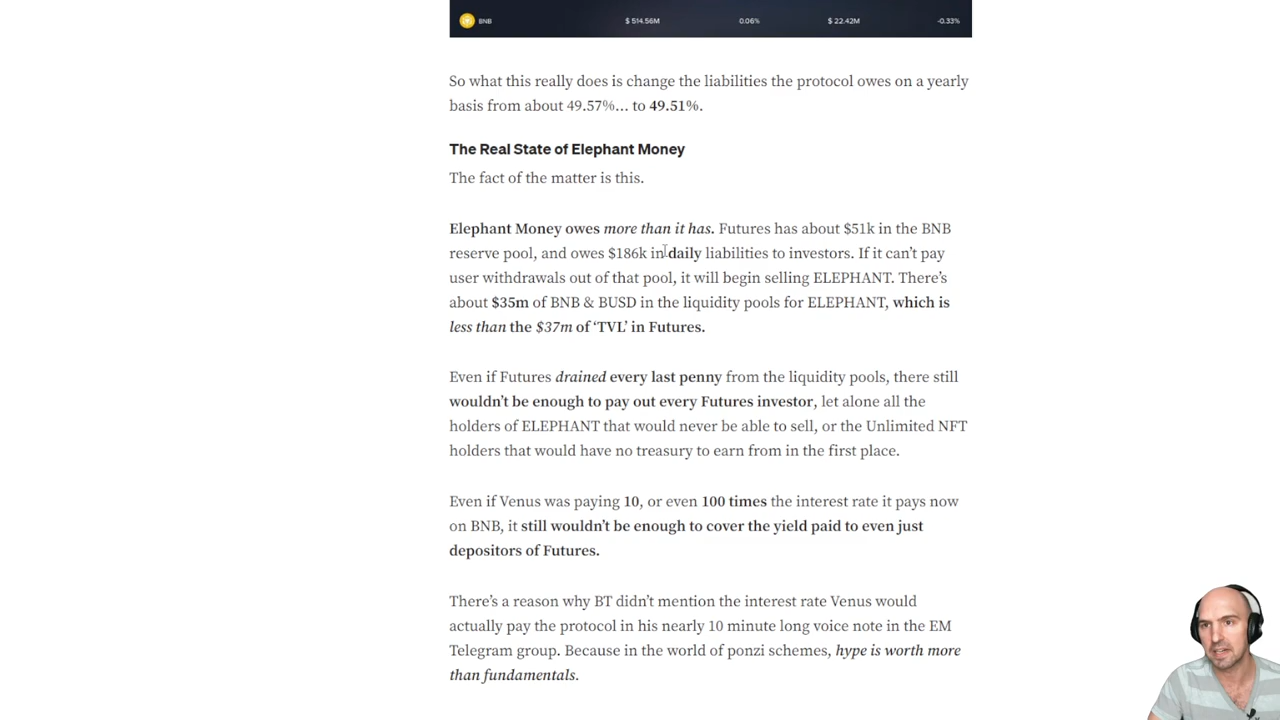 BNB $ 514.56M 0.06% $ 22.42M -0.33%
So what this really does is change the liabilities the protocol owes on a yearly
basis from about 49.57%… to 49.51%.
The Real State of Elephant Money
The fact of the matter is this.
Elephant Money owes more than it has. Futures has about $51k in the BNB
reserve pool, and owes $186k in daily liabilities to investors. If it can’t pay
user withdrawals out of that pool, it will begin selling ELEPHANT. There’s
about $35m of BNB & BUSD in the liquidity pools for ELEPHANT, which is
less than the $37m of ‘TVL’ in Futures.
Even if Futures drained every last penny from the liquidity pools, there still
wouldn’t be enough to pay out every Futures investor, let alone all the
holders of ELEPHANT that would never be able to sell, or the Unlimited NFT
holders that would have no treasury to earn from in the first place.
Even if Venus was paying 10, or even 100 times the interest rate it pays now
on BNB, it still wouldn’t be enough to cover the yield paid to even just
depositors of Futures.
There’s a reason why BT didn’t mention the interest rate Venus would
actually pay the protocol in his nearly 10 minute long voice note in the EM
Telegram group. Because in the world of ponzi schemes, hype is worth more
than fundamentals.